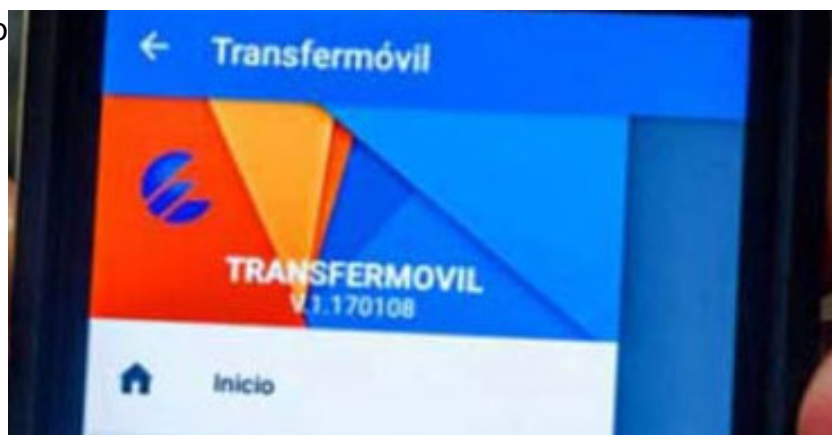 o
Transfermóvil
TRANSFERMOVIL
V.1.170108
Inicio